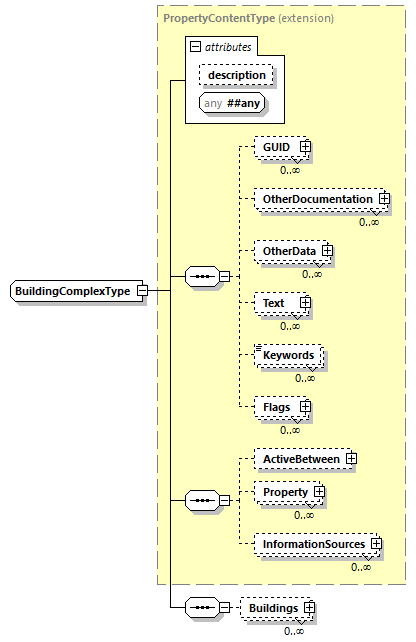 PropertyContentType (extension)
attributes
description
any ##any
GUID
0..∞
OtherDocumentation
0..∞
OtherData
0..∞
BuildingComplexType
Text
0..∞
Keywords
0..∞
Flags
0..∞
ActiveBetween
Property
0..∞
InformationSources
0..∞
Buildings
0..∞